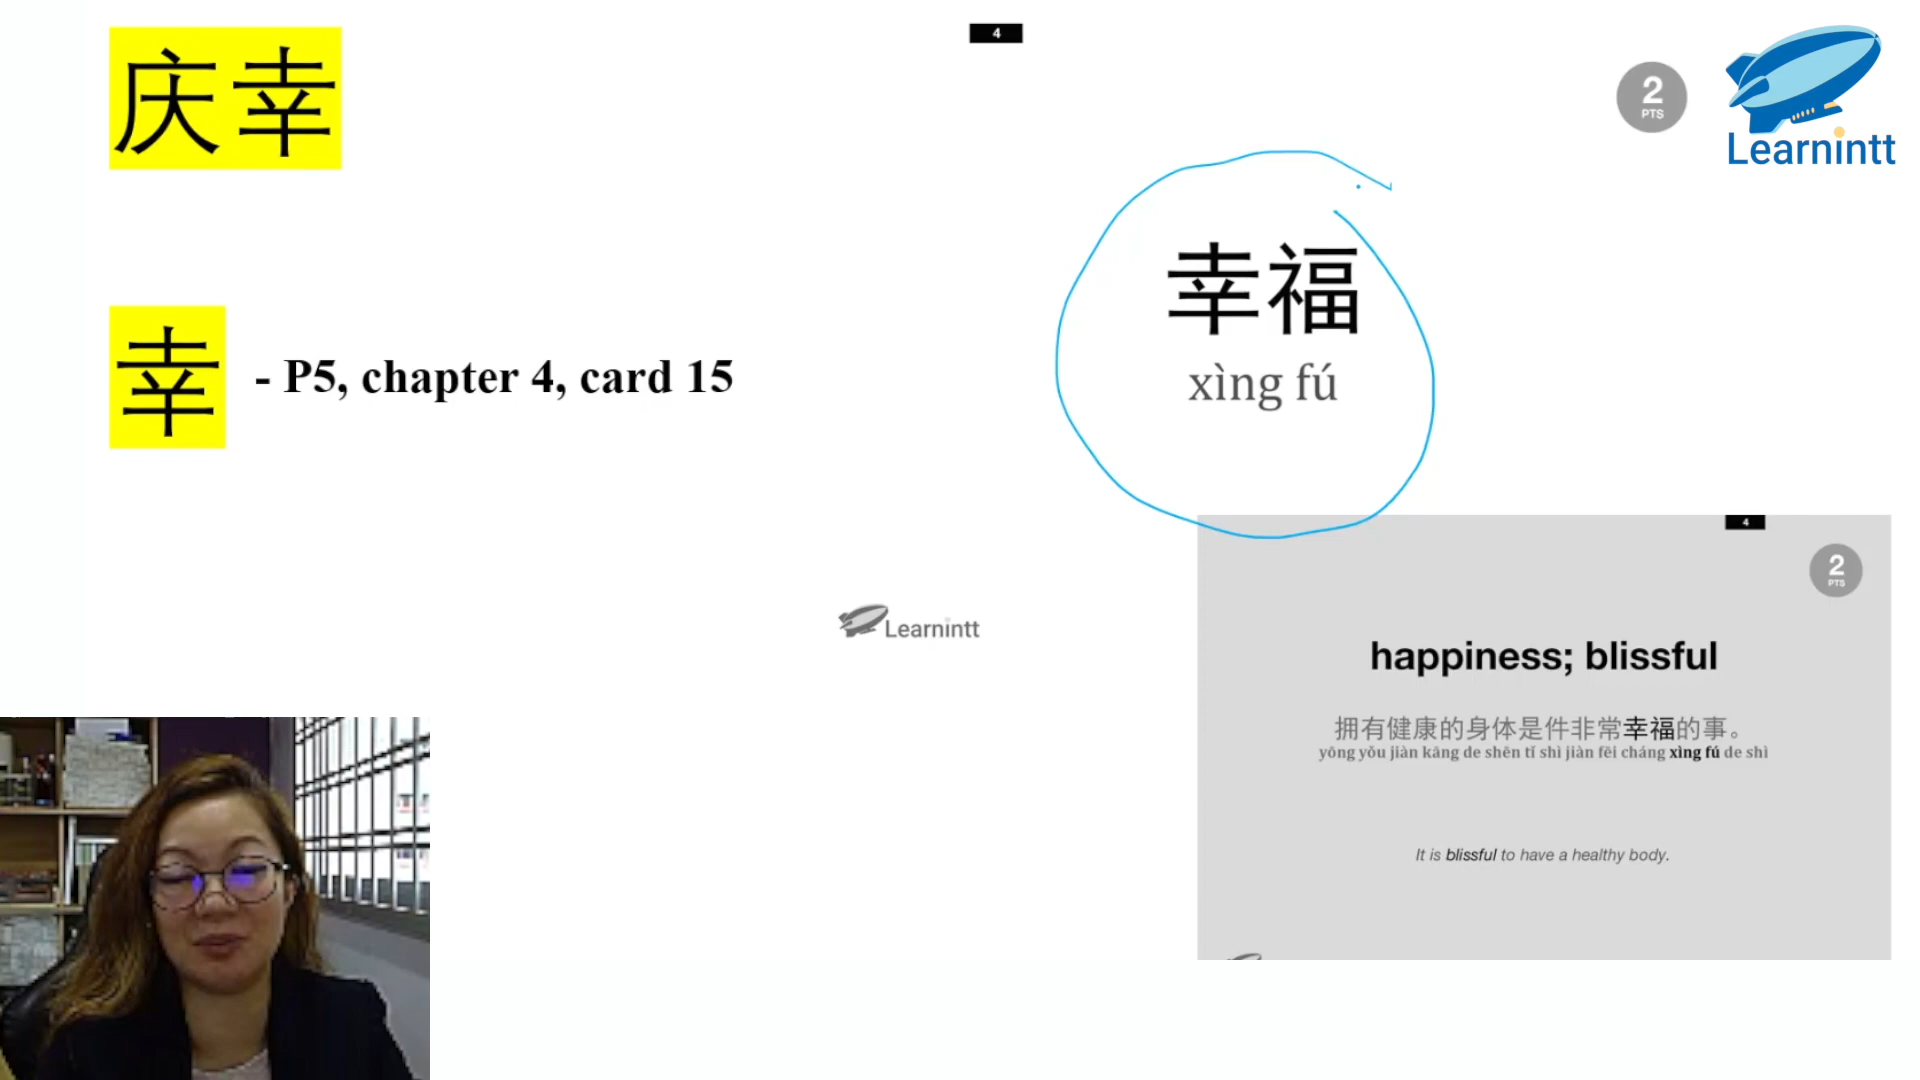 庆幸
4
2
PTS
Learnintt
幸福
xìng fú
幸 - P5, chapter 4, card 15
Learnintt
4
2
PTS
happiness; blissful
拥有健康的身体是件非常幸福的事。
yōng yǒu jiàn kāng de shēn tǐ shì jiàn fēi cháng xìng fú de shì
It is blissful to have a healthy body.